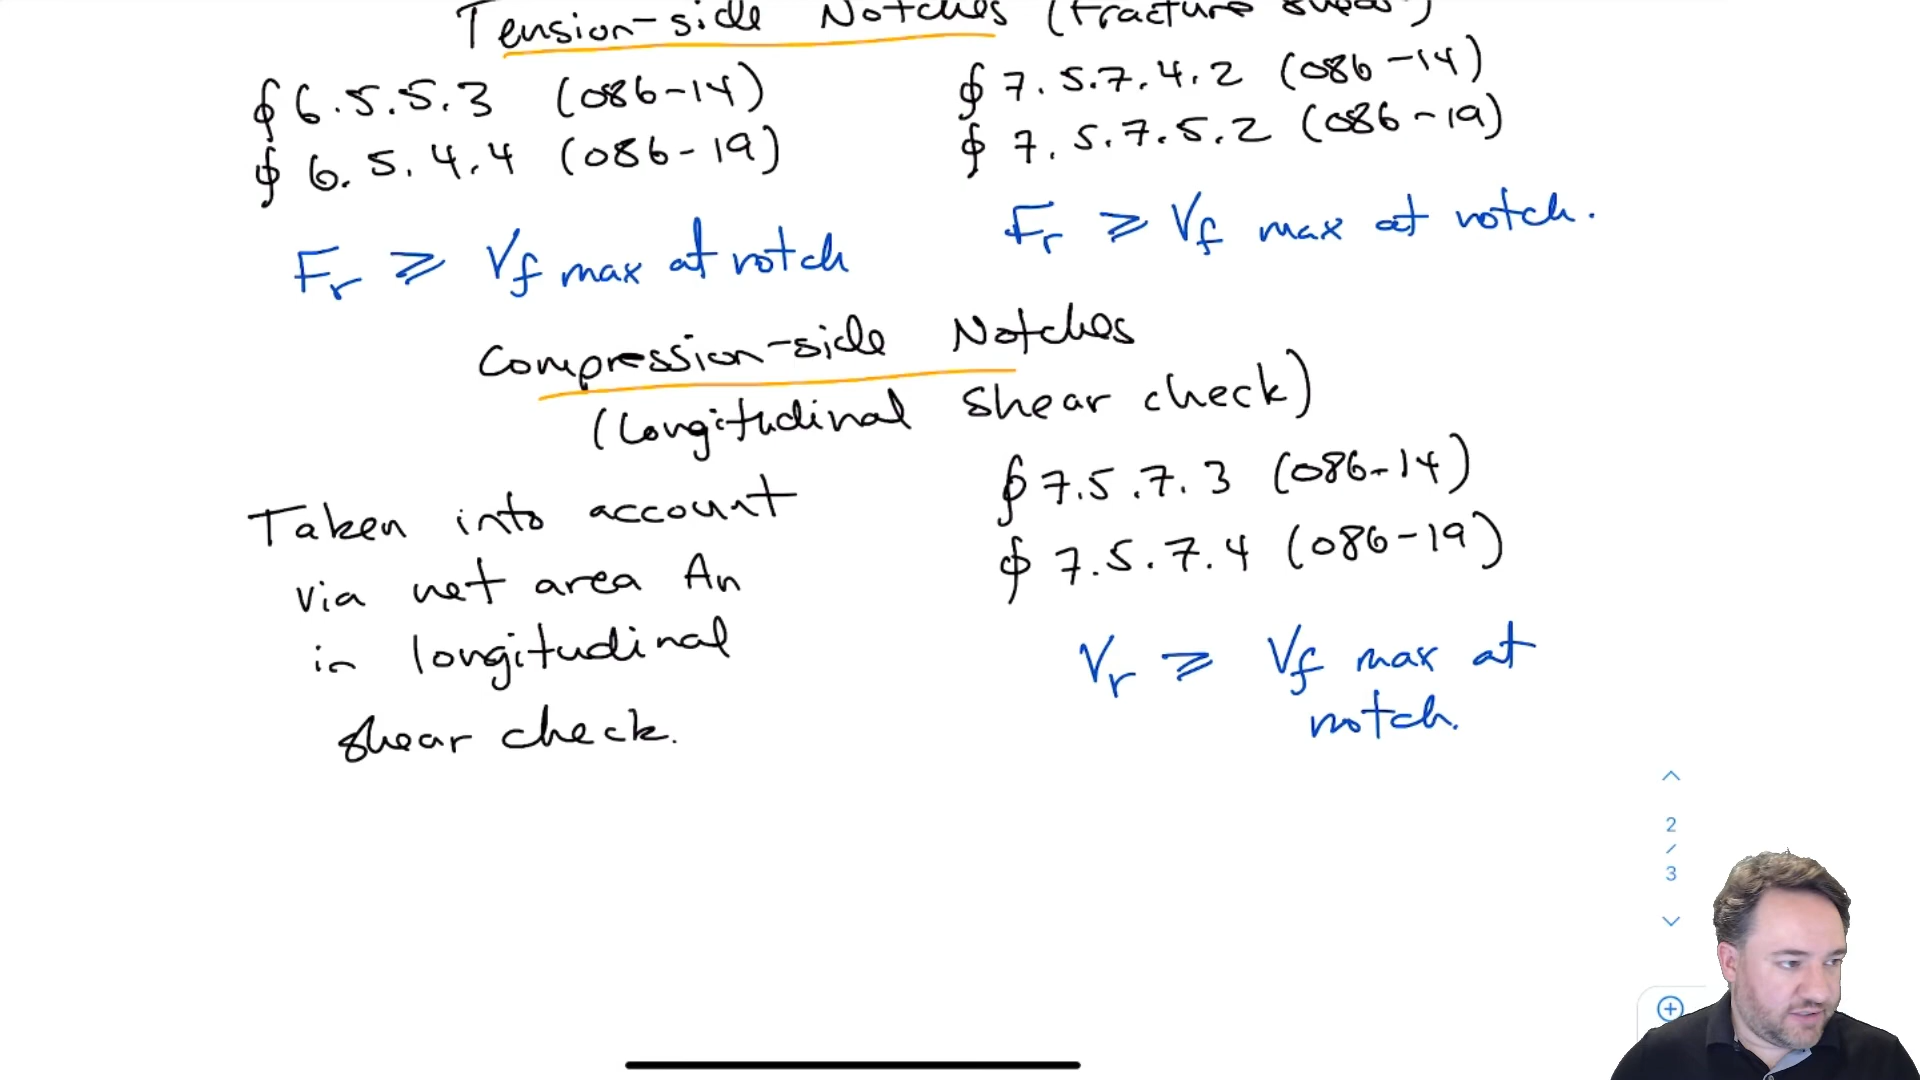 Tension-side Notches (Fracture shear)
§ 6.5.5.3 (086-14)
§ 6.5.4.4 (086-19)
Fr ⩾ Vf max at notch
§ 7.5.7.4.2 (086-14)
§ 7.5.7.5.2 (086-19)
Fr ⩾ Vf max at notch.
Compression-side Notches
(Longitudinal Shear check)
Taken into account
via net area An
in longitudinal
shear check.
§ 7.5.7.3 (086-14)
§ 7.5.7.4 (086-19)
Vr ⩾ Vf max at
notch.
2
/
3